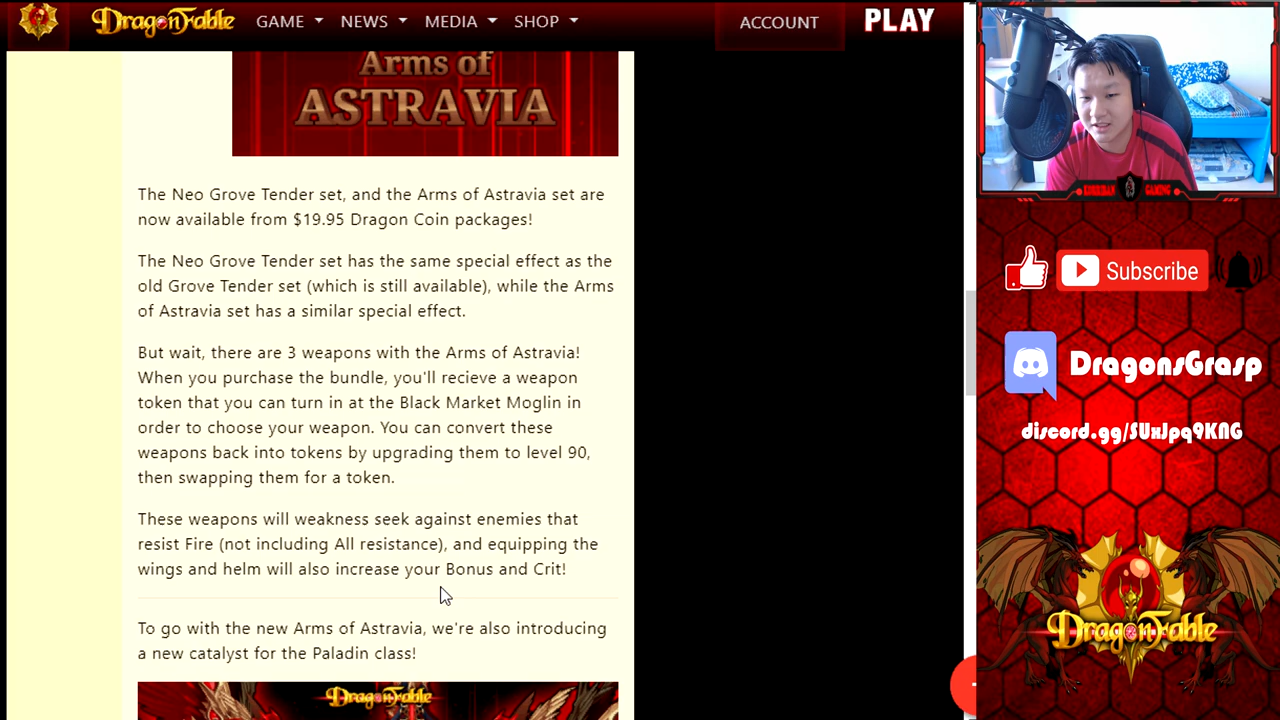 DragonFable GAME NEWS MEDIA SHOP ACCOUNT PLAY
Arms of
ASTRAVIA
The Neo Grove Tender set, and the Arms of Astravia set are
now available from $19.95 Dragon Coin packages!
The Neo Grove Tender set has the same special effect as the
old Grove Tender set (which is still available), while the Arms
of Astravia set has a similar special effect.
But wait, there are 3 weapons with the Arms of Astravia!
When you purchase the bundle, you'll recieve a weapon
token that you can turn in at the Black Market Moglin in
order to choose your weapon. You can convert these
weapons back into tokens by upgrading them to level 90,
then swapping them for a token.
These weapons will weakness seek against enemies that
resist Fire (not including All resistance), and equipping the
wings and helm will also increase your Bonus and Crit!
To go with the new Arms of Astravia, we're also introducing
a new catalyst for the Paladin class!
DragonFable
GAMING
Subscribe
DragonsGrasp
discord.gg/SUxJpq9KNG
DragonFable